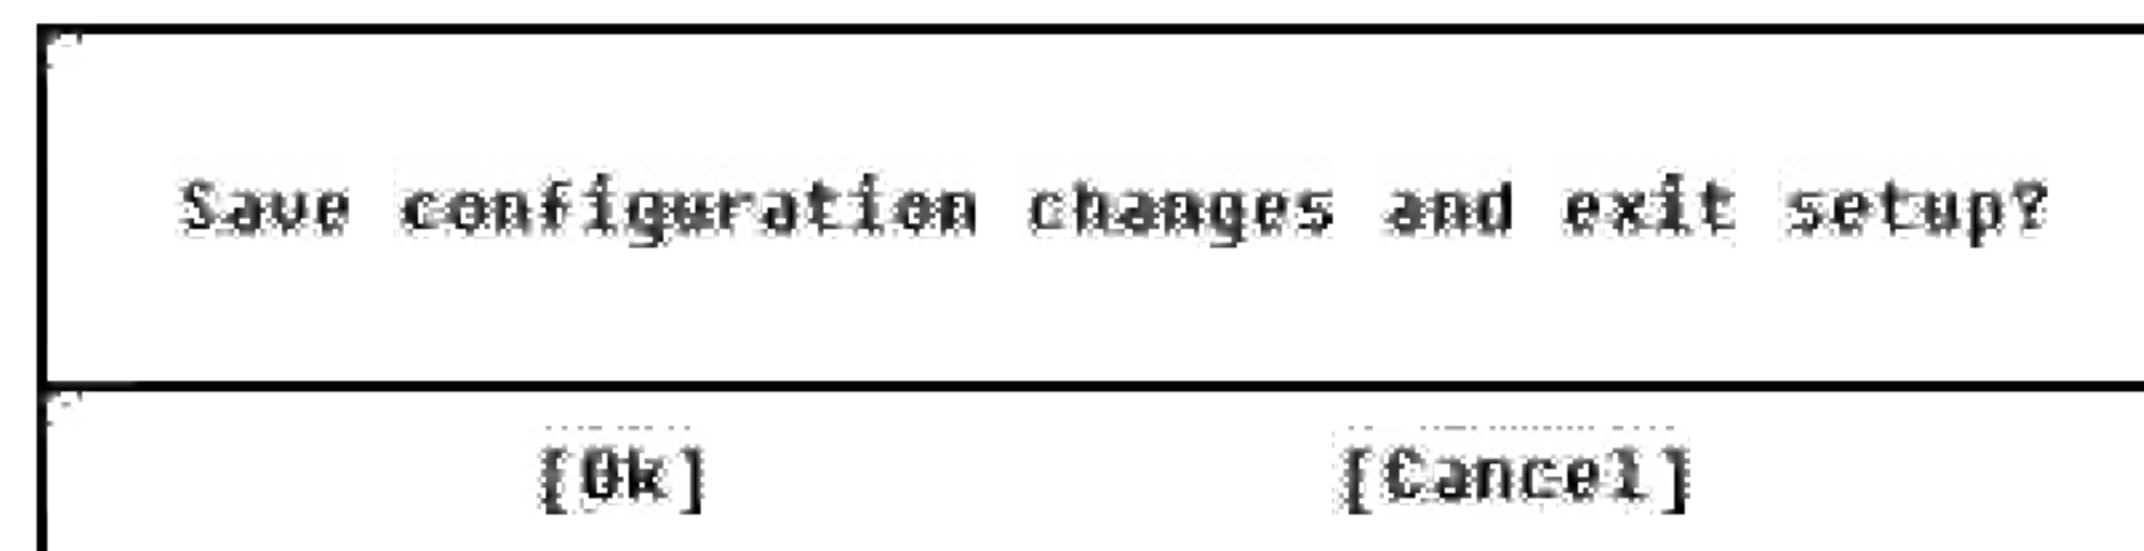 Save configuration changes and exit setup?
[Ok] [Cancel]